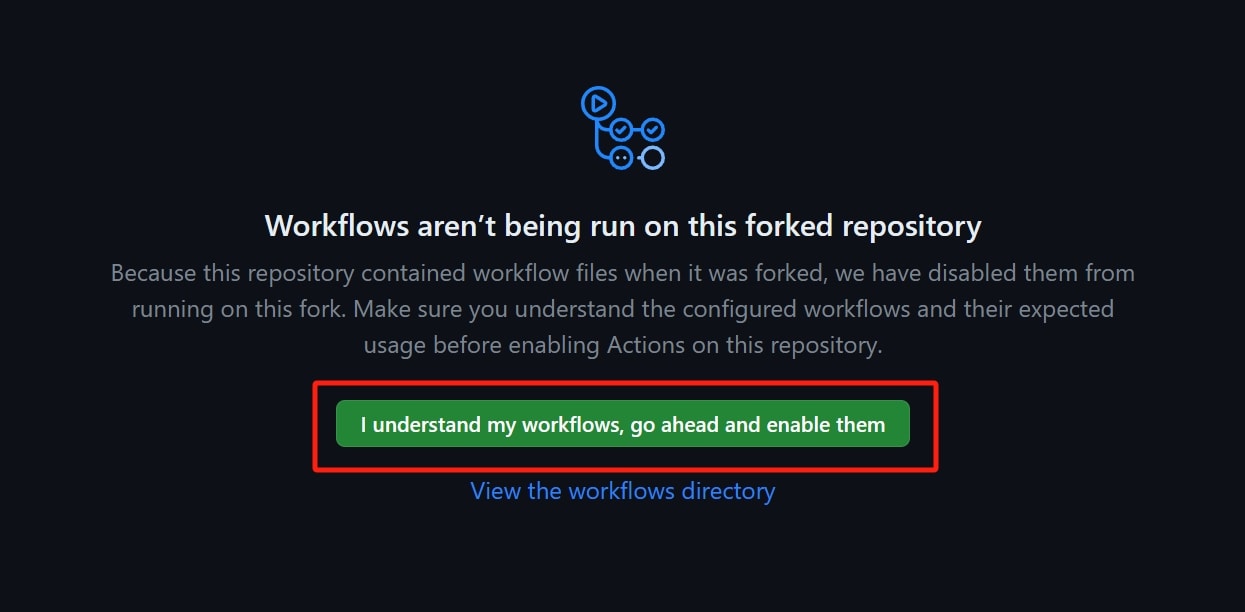 Workflows aren’t being run on this forked repository
Because this repository contained workflow files when it was forked, we have disabled them from
running on this fork. Make sure you understand the configured workflows and their expected
usage before enabling Actions on this repository.
I understand my workflows, go ahead and enable them
View the workflows directory